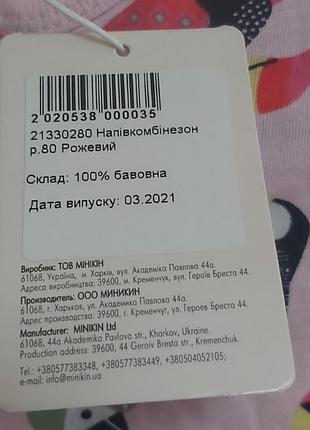 2 020538 000035
21330280 Напівкомбінезон
р.80 Рожевий
Склад: 100% бавовна
Дата випуску: 03.2021
Виробник: ТОВ МІНІКІН
61068, Україна, м. Харків, вул. Академіка Павлова 44а.
Адреса виробництва: 39600, м. Кременчук, вул. Героїв Бреста 44.
Производитель: ООО МИНИКИН
61068, г. Харьков, ул. Академика Павлова 44а.
Адрес производства: 39600, г. Кременчуг, ул. Героев Бреста 44.
Manufacturer: MINIKIN Ltd
61068, 44a Akademika Pavlova str., Kharkov, Ukraine.
Production address: 39600, 44 Geroiv Bresta str., Kremenchuk.
Tel.: +380577383348, +380577383449, +380504052105;
e-mail: info@minikin.ua